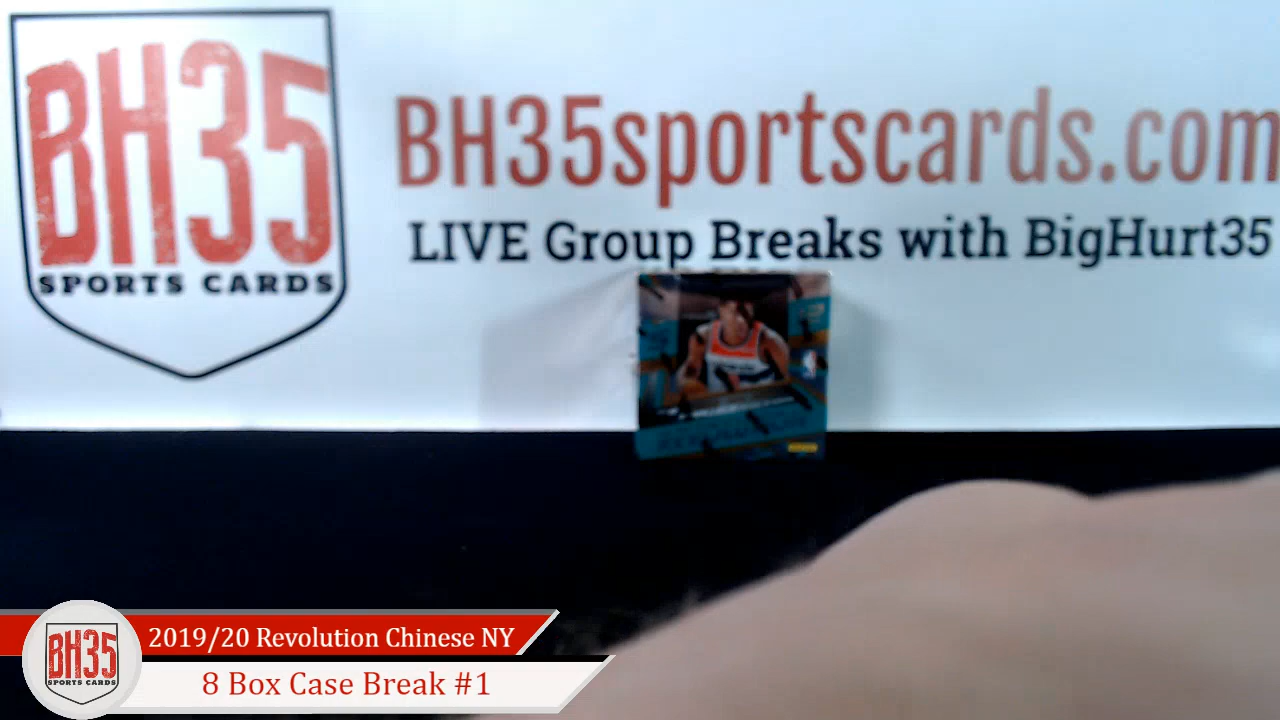 BH35
SPORTS CARDS
BH35sportscards.com
LIVE Group Breaks with BigHurt35
BH35
SPORTS CARDS
2019/20 Revolution Chinese NY
8 Box Case Break #1